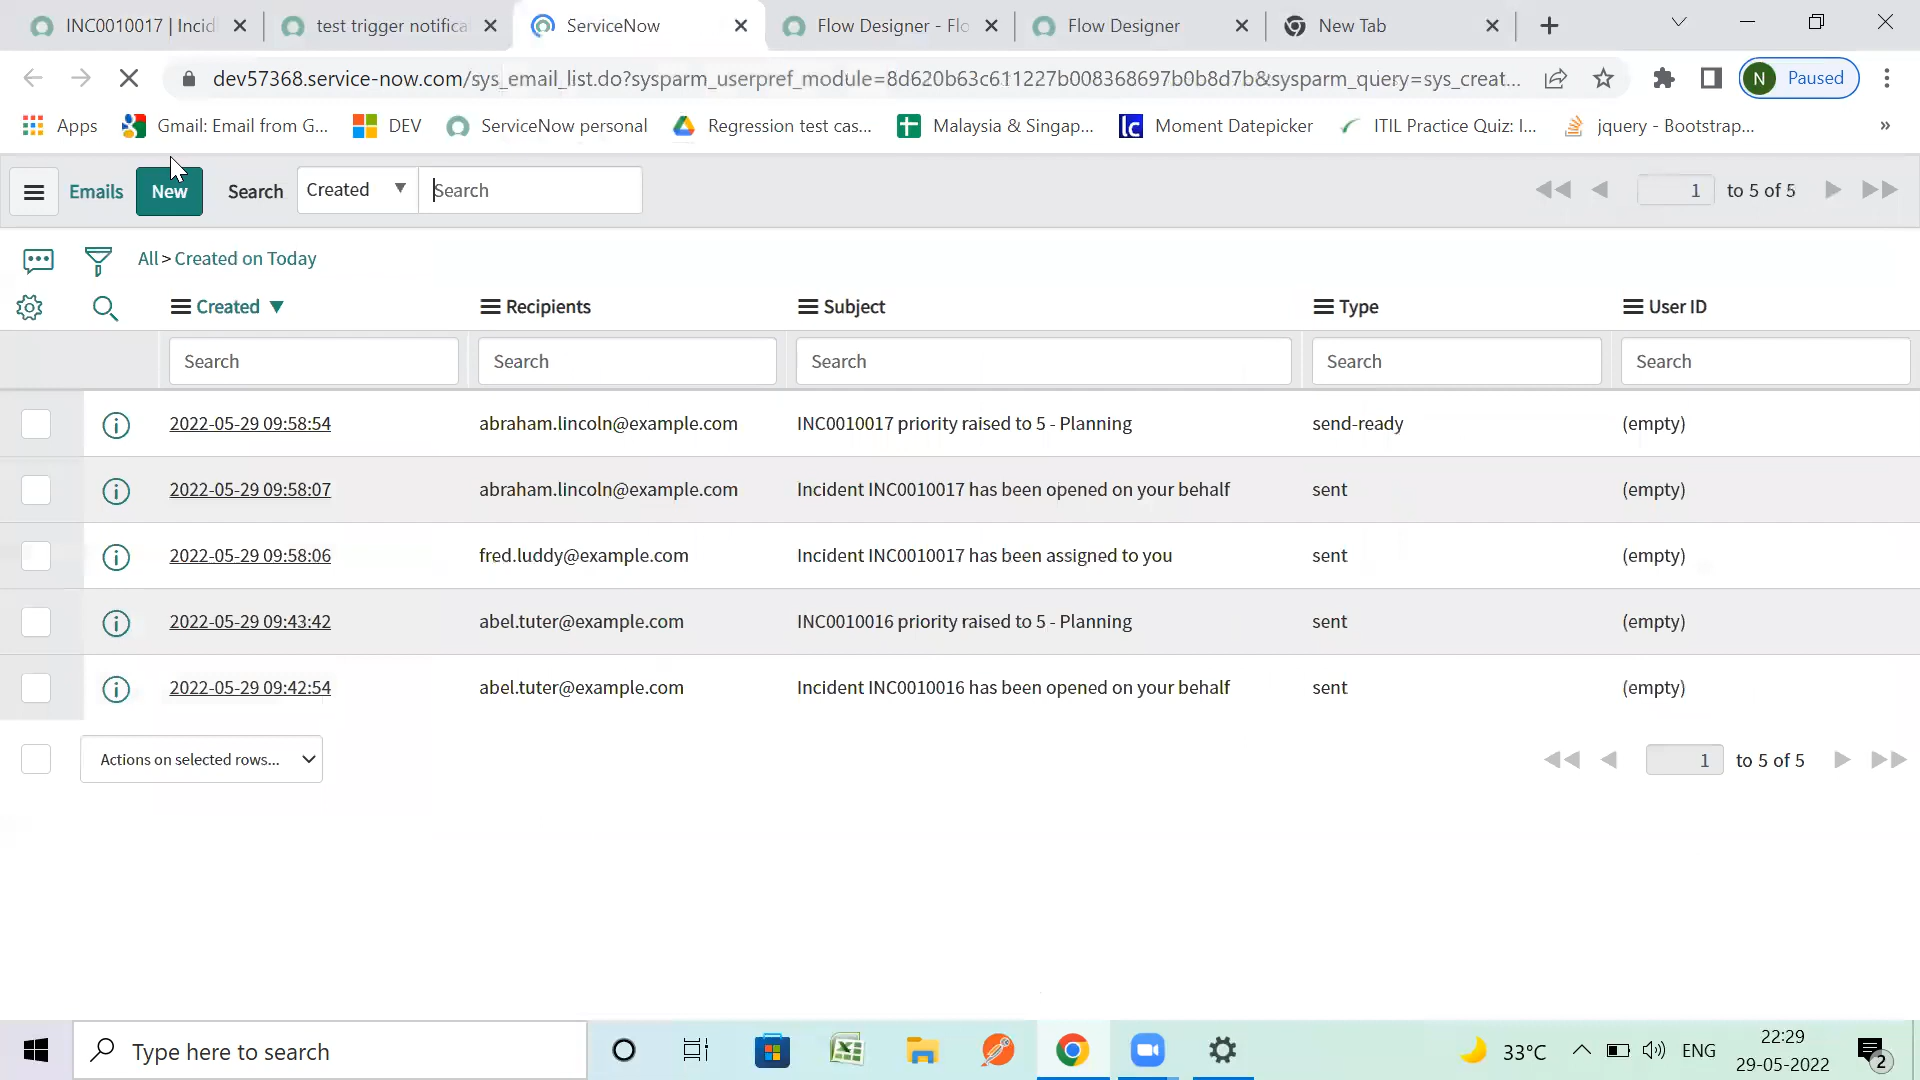 INC0010017 | Incid
test trigger notifica
ServiceNow
Flow Designer - Flo
Flow Designer
New Tab
dev57368.service-now.com/sys_email_list.do?sysparm_userpref_module=8d620b63c611227b008368697b0b8d7b&sysparm_query=sys_creat...
N Paused
Apps
Gmail: Email from G...
DEV
ServiceNow personal
Regression test cas...
Malaysia & Singap...
lc Moment Datepicker
ITIL Practice Quiz: I...
jquery - Bootstrap...
»
Emails New Search Created Search 1 to 5 of 5
All > Created on Today
Created Recipients Subject Type User ID
Search Search Search Search Search
2022-05-29 09:58:54 abraham.lincoln@example.com INC0010017 priority raised to 5 - Planning send-ready (empty)
2022-05-29 09:58:07 abraham.lincoln@example.com Incident INC0010017 has been opened on your behalf sent (empty)
2022-05-29 09:58:06 fred.luddy@example.com Incident INC0010017 has been assigned to you sent (empty)
2022-05-29 09:43:42 abel.tuter@example.com INC0010016 priority raised to 5 - Planning sent (empty)
2022-05-29 09:42:54 abel.tuter@example.com Incident INC0010016 has been opened on your behalf sent (empty)
Actions on selected rows... 1 to 5 of 5
Type here to search
33°C ENG
22:29
29-05-2022
2